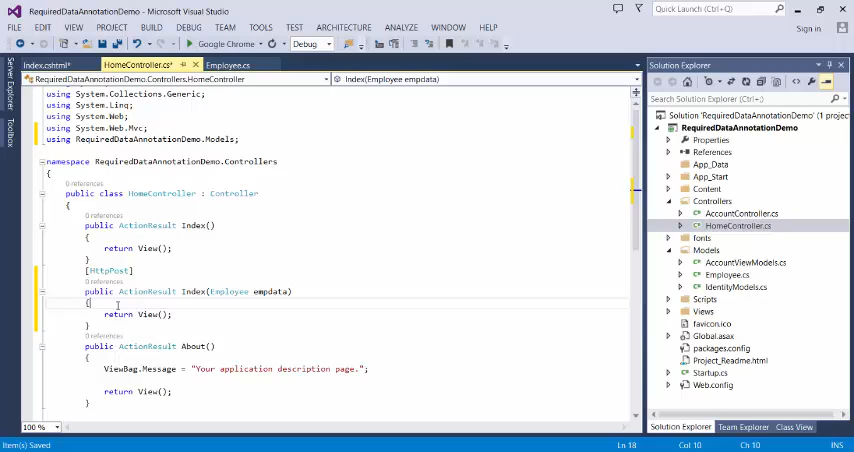 RequiredDataAnnotationDemo - Microsoft Visual Studio
Quick Launch (Ctrl+Q)
FILE EDIT VIEW PROJECT BUILD DEBUG TEAM TOOLS TEST ARCHITECTURE ANALYZE WINDOW HELP
Sign in
Google Chrome Debug
Index.cshtml* HomeController.cs* Employee.cs
RequiredDataAnnotationDemo.Controllers.HomeController Index(Employee empdata)
Server Explorer
Toolbox
using System.Collections.Generic;
using System.Linq;
using System.Web;
using System.Web.Mvc;
using RequiredDataAnnotationDemo.Models;
namespace RequiredDataAnnotationDemo.Controllers
{
0 references
public class HomeController : Controller
{
0 references
public ActionResult Index()
{
return View();
}
[HttpPost]
0 references
public ActionResult Index(Employee empdata)
{
return View();
}
0 references
public ActionResult About()
{
ViewBag.Message = "Your application description page.";
return View();
}
100 %
Solution Explorer
Search Solution Explorer (Ctrl+;)
Solution 'RequiredDataAnnotationDemo' (1 projec
RequiredDataAnnotationDemo
Properties
References
App_Data
App_Start
Content
Controllers
AccountController.cs
HomeController.cs
fonts
Models
AccountViewModels.cs
Employee.cs
IdentityModels.cs
Scripts
Views
favicon.ico
Global.asax
packages.config
Project_Readme.html
Startup.cs
Web.config
Solution Explorer Team Explorer Class View
Item(s) Saved Ln 18 Col 10 Ch 10 INS